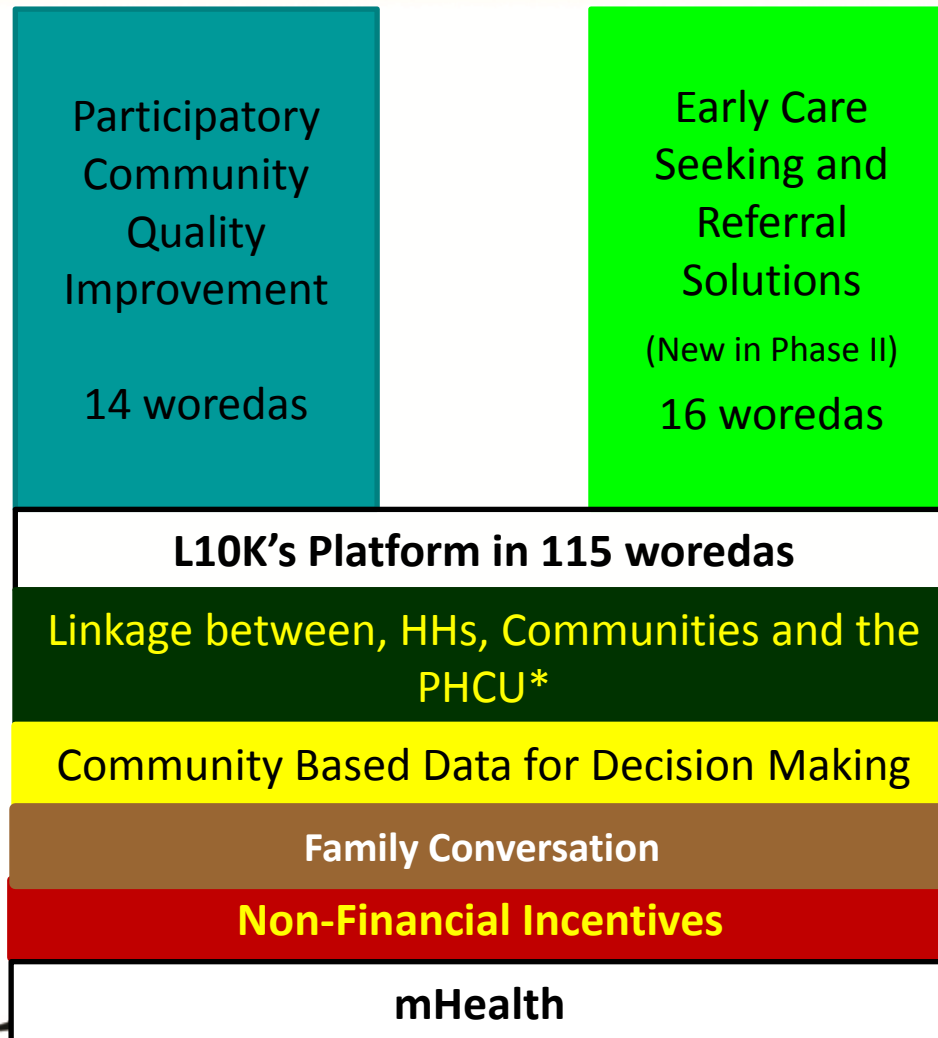 Participatory
Community
Quality
Improvement
14 woredas
Early Care
Seeking and
Referral
Solutions
(New in Phase II)
16 woredas
L10K’s Platform in 115 woredas
Linkage between, HHs, Communities and the
PHCU*
Community Based Data for Decision Making
Family Conversation
Non-Financial Incentives
mHealth